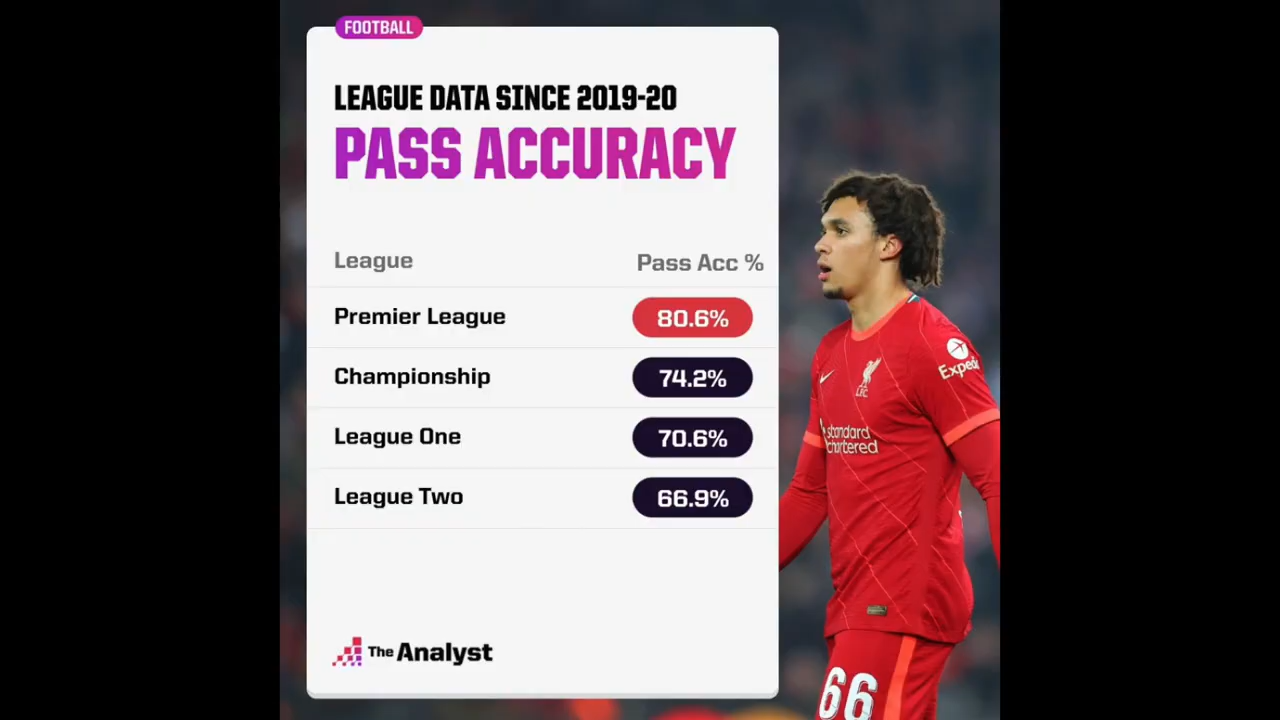 FOOTBALL
LEAGUE DATA SINCE 2019-20
PASS ACCURACY
League Pass Acc %
Premier League 80.6%
Championship 74.2%
League One 70.6%
League Two 66.9%
The Analyst
Exped
L.F.C.
standard
chartered
66